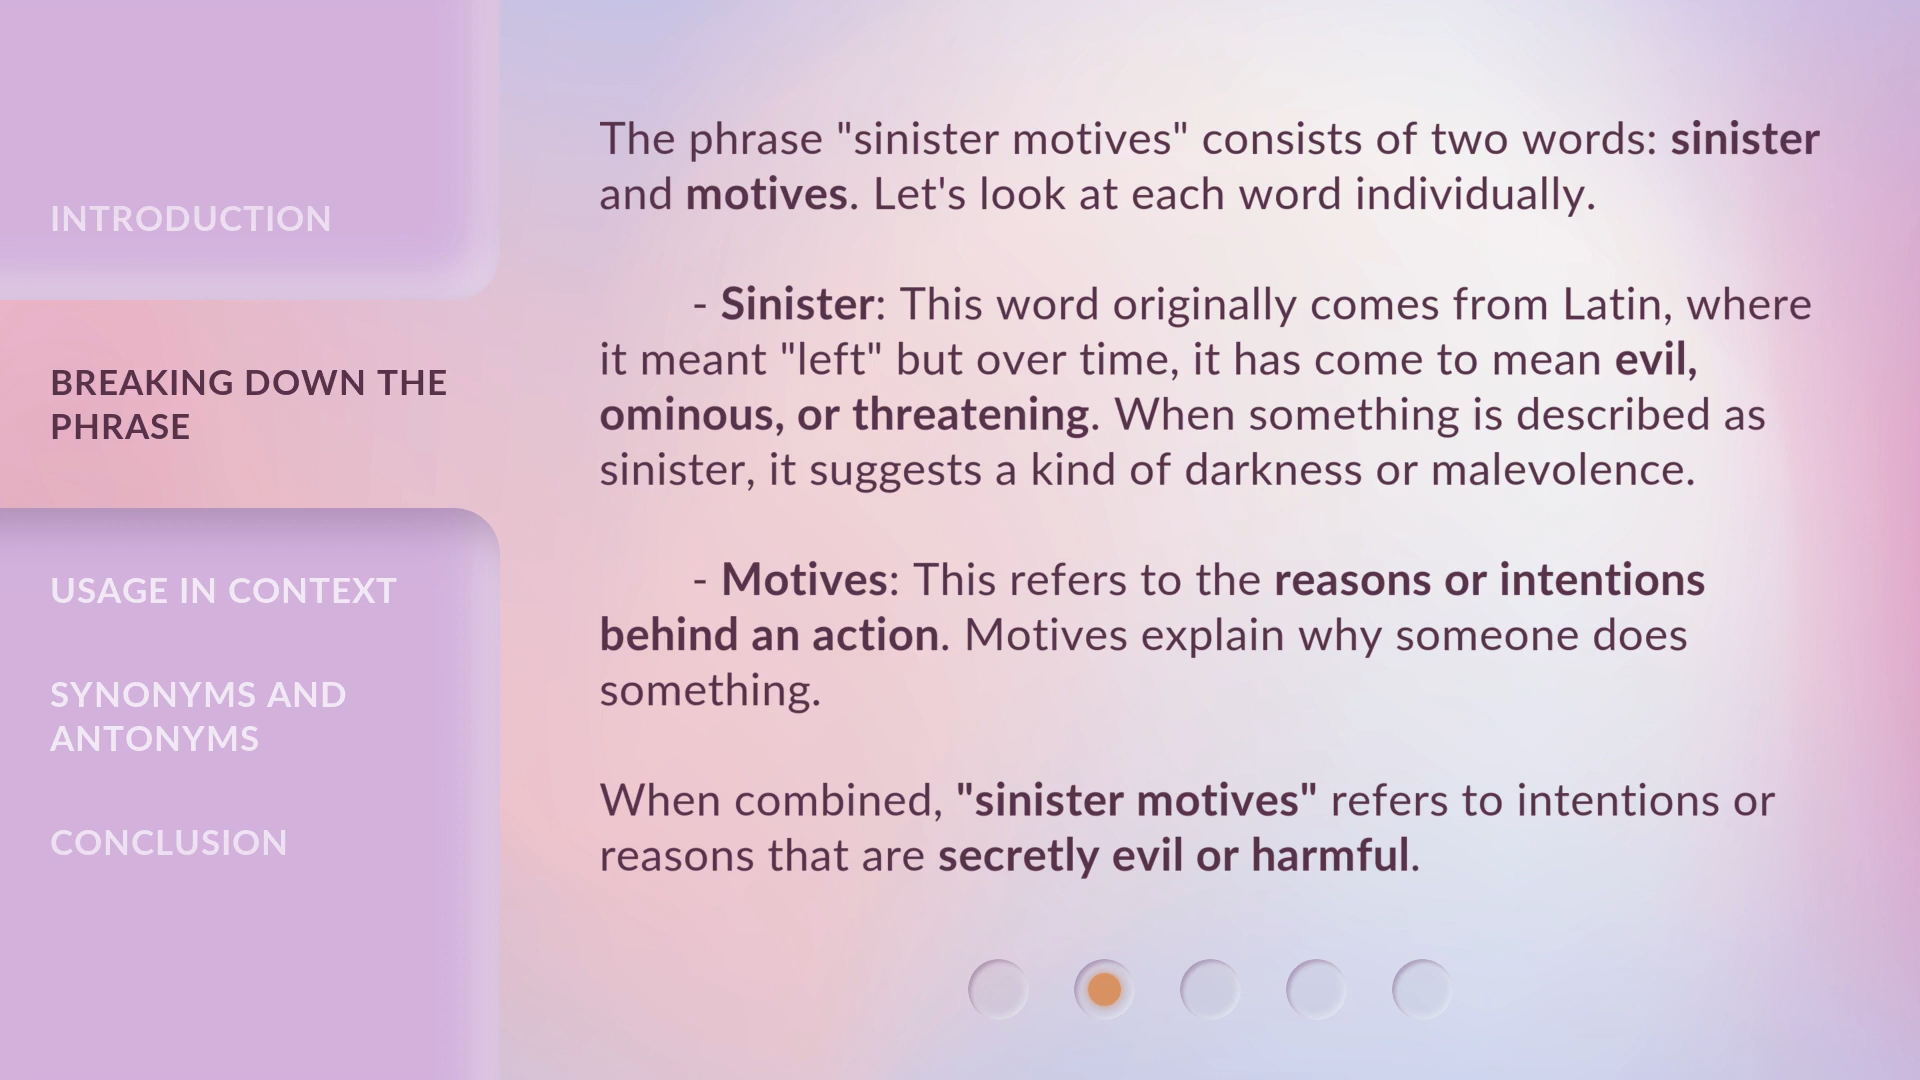 INTRODUCTION
BREAKING DOWN THE
PHRASE
USAGE IN CONTEXT
SYNONYMS AND
ANTONYMS
CONCLUSION
The phrase "sinister motives" consists of two words: sinister
and motives. Let's look at each word individually.
- Sinister: This word originally comes from Latin, where
it meant "left" but over time, it has come to mean evil,
ominous, or threatening. When something is described as
sinister, it suggests a kind of darkness or malevolence.
- Motives: This refers to the reasons or intentions
behind an action. Motives explain why someone does
something.
When combined, "sinister motives" refers to intentions or
reasons that are secretly evil or harmful.